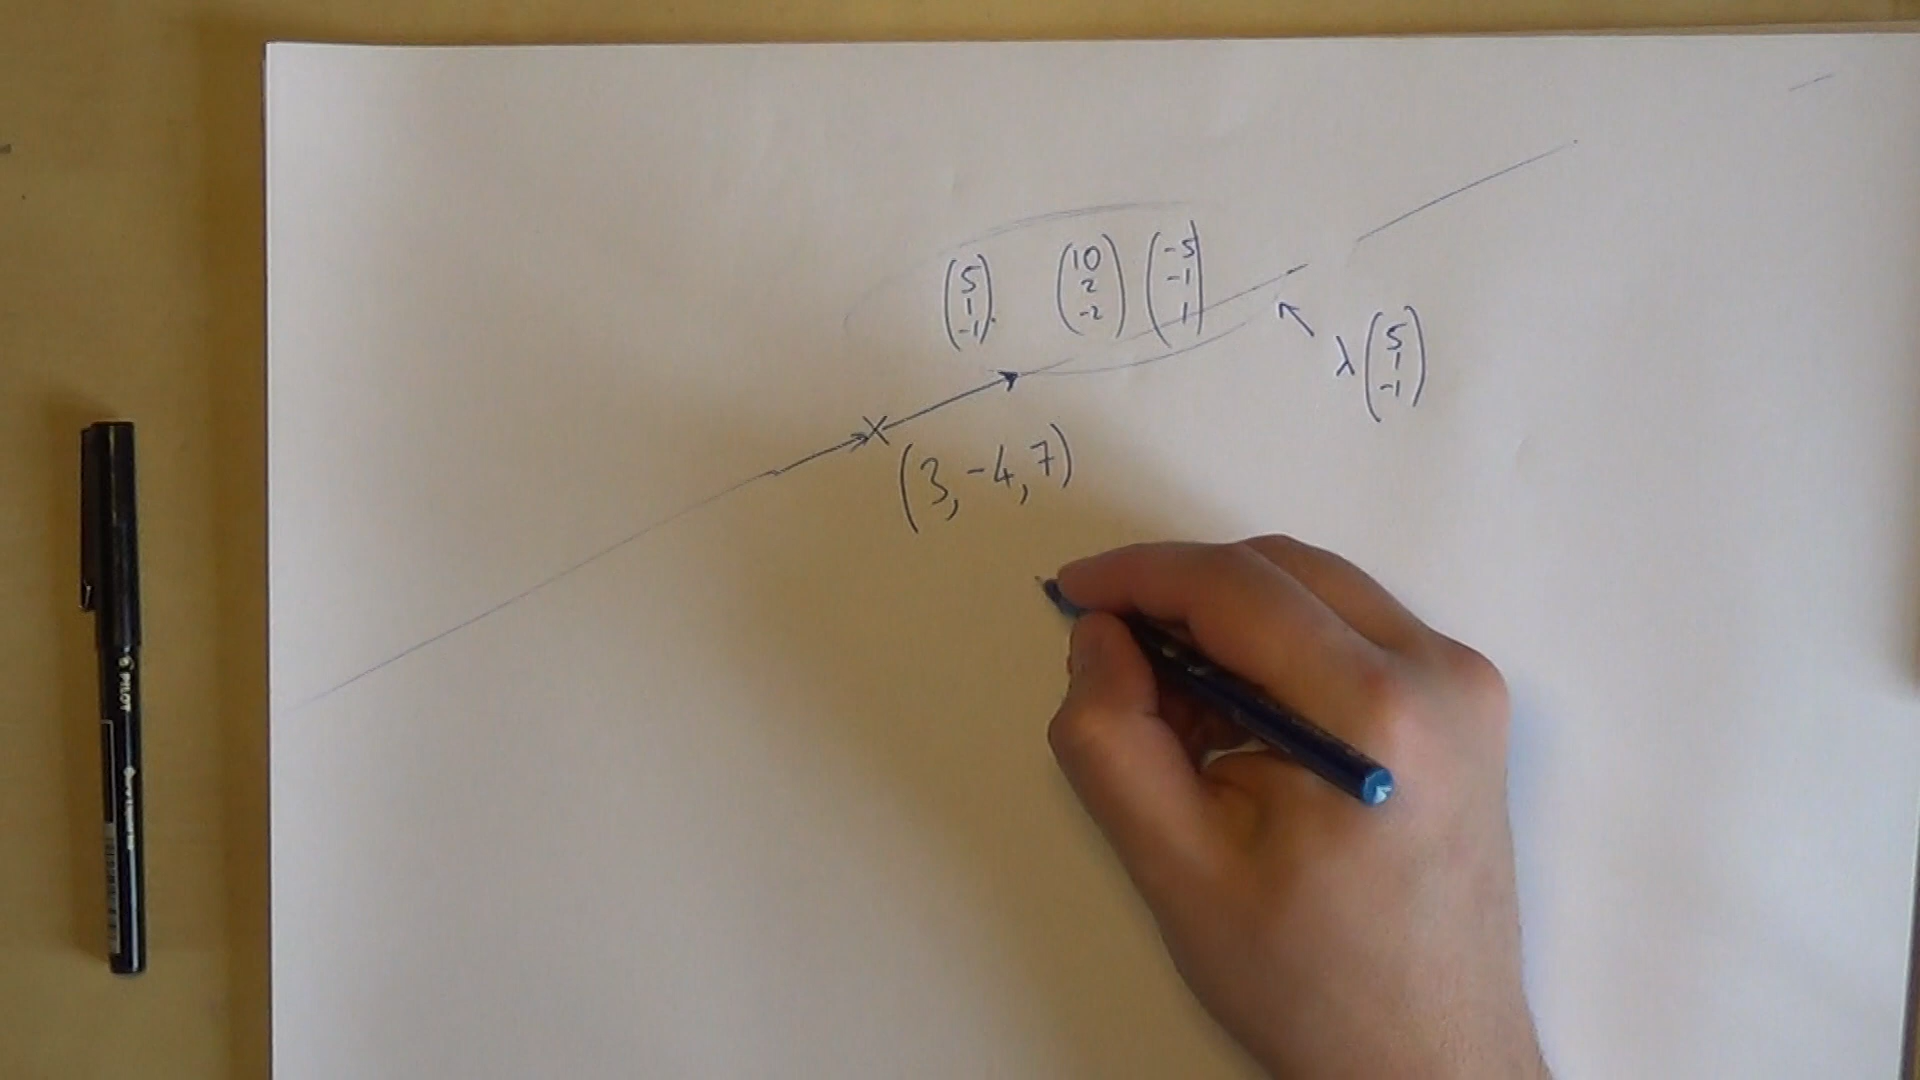 (5 1 -1) (10 2 -2) (-5 -1 1)
λ(5 1 -1)
(3, -4, 7)
PILOT